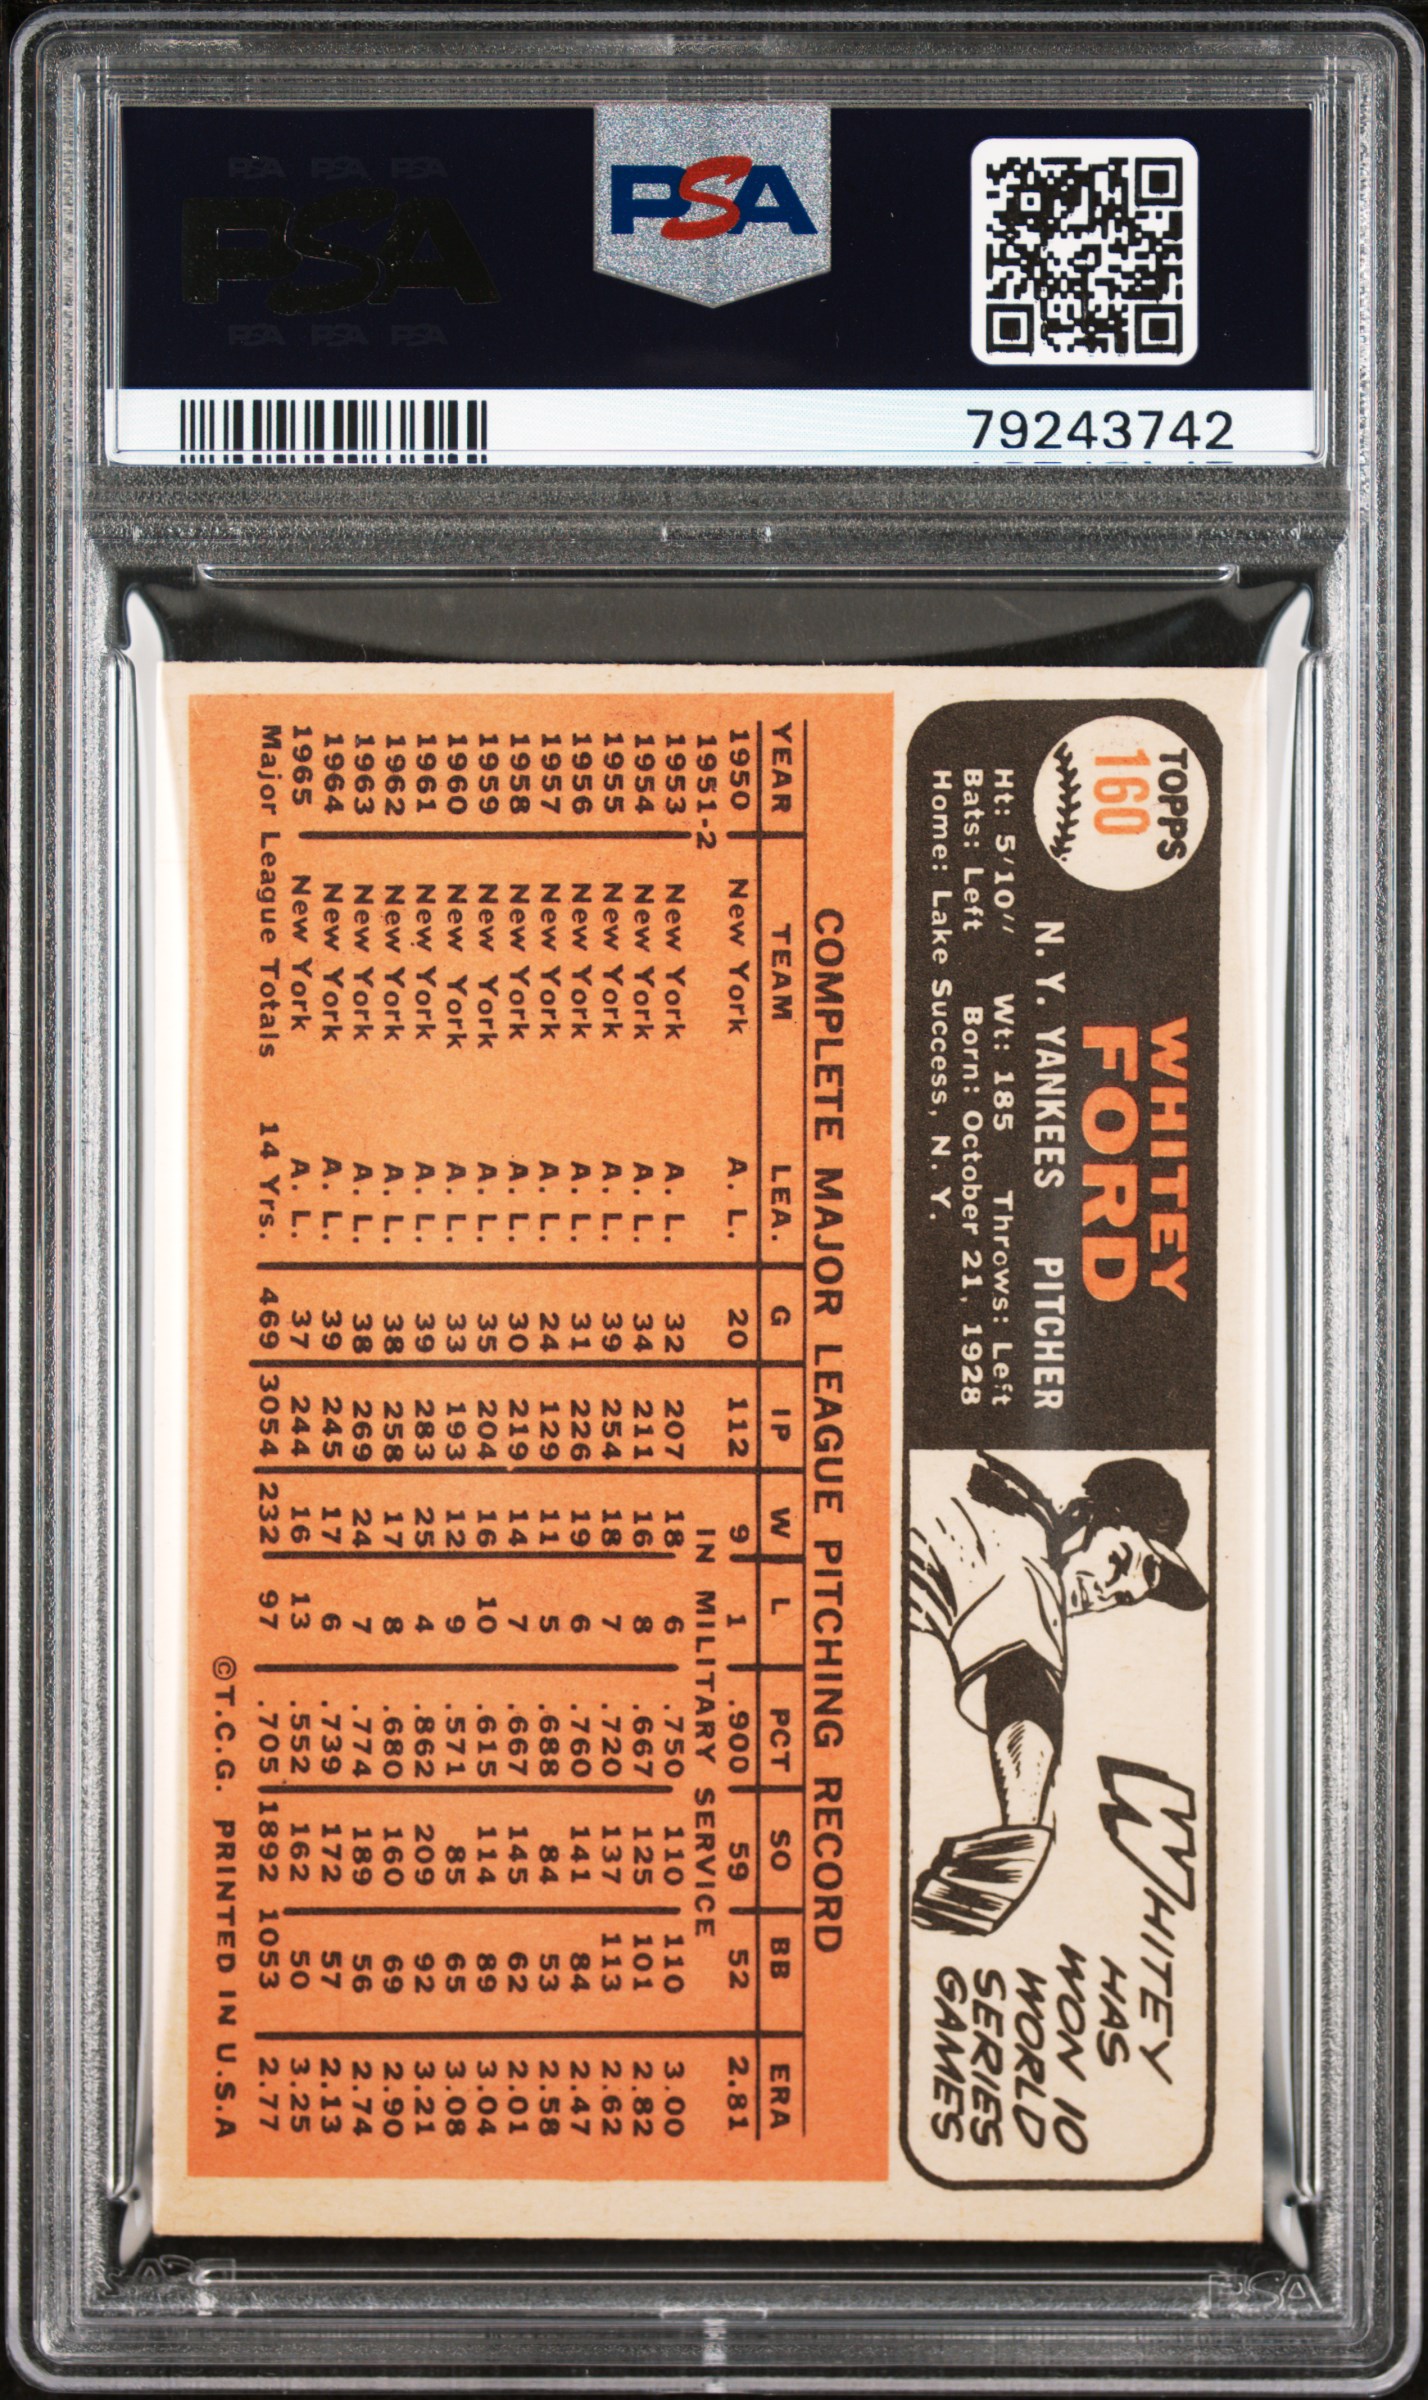 PSA PSA PSA
PSA
PSA PSA PSA
PSA
79243742
TOPPS
160
WHITEY
FORD
N. Y. YANKEES PITCHER
Ht: 5'10" Wt: 185 Throws: Left
Bats: Left Born: October 21, 1928
Home: Lake Success, N. Y.
WHITEY
HAS
WON 10
WORLD
SERIES
GAMES
COMPLETE MAJOR LEAGUE PITCHING RECORD
YEAR TEAM LEA. G IP W L PCT SO BB ERA
1950 New York A. L. 20 112 9 1 .900 59 52 2.81
1951-2 IN MILITARY SERVICE
1953 New York A. L. 32 207 18 6 .750 110 110 3.00
1954 New York A. L. 34 211 16 8 .667 125 101 2.82
1955 New York A. L. 39 254 18 7 .720 137 113 2.62
1956 New York A. L. 31 226 19 6 .760 141 84 2.47
1957 New York A. L. 24 129 11 5 .688 84 53 2.58
1958 New York A. L. 30 219 14 7 .667 145 62 2.01
1959 New York A. L. 35 204 16 10 .615 114 89 3.04
1960 New York A. L. 33 193 12 9 .571 85 65 3.08
1961 New York A. L. 39 283 25 4 .862 209 92 3.21
1962 New York A. L. 38 258 17 8 .680 160 69 2.90
1963 New York A. L. 38 269 24 7 .774 189 56 2.74
1964 New York A. L. 39 245 17 6 .739 172 57 2.13
1965 New York A. L. 37 244 16 13 .552 162 50 3.25
Major League Totals 14 Yrs. 469 3054 232 97 .705 1892 1053 2.77
©T.C.G. PRINTED IN U.S.A
PSA
PSA